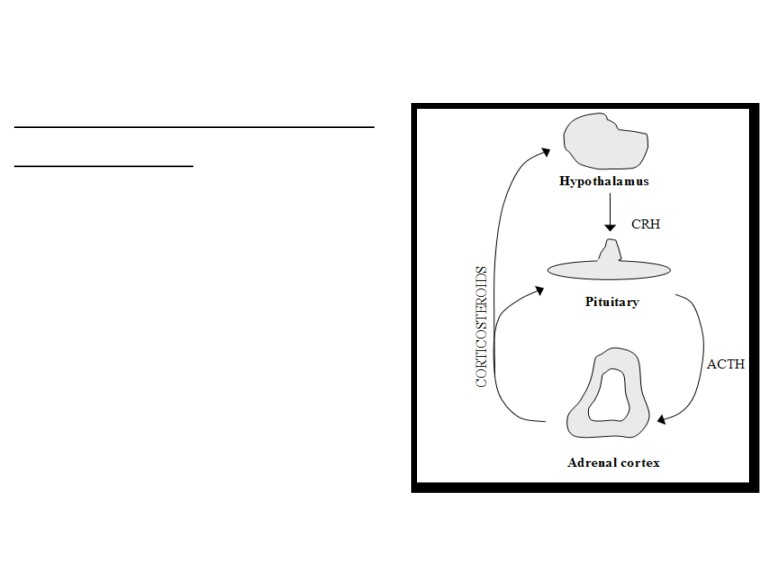 Hypothalamus
CRH
CORTICOSTEROIDS
Pituitary
ACTH
Adrenal cortex